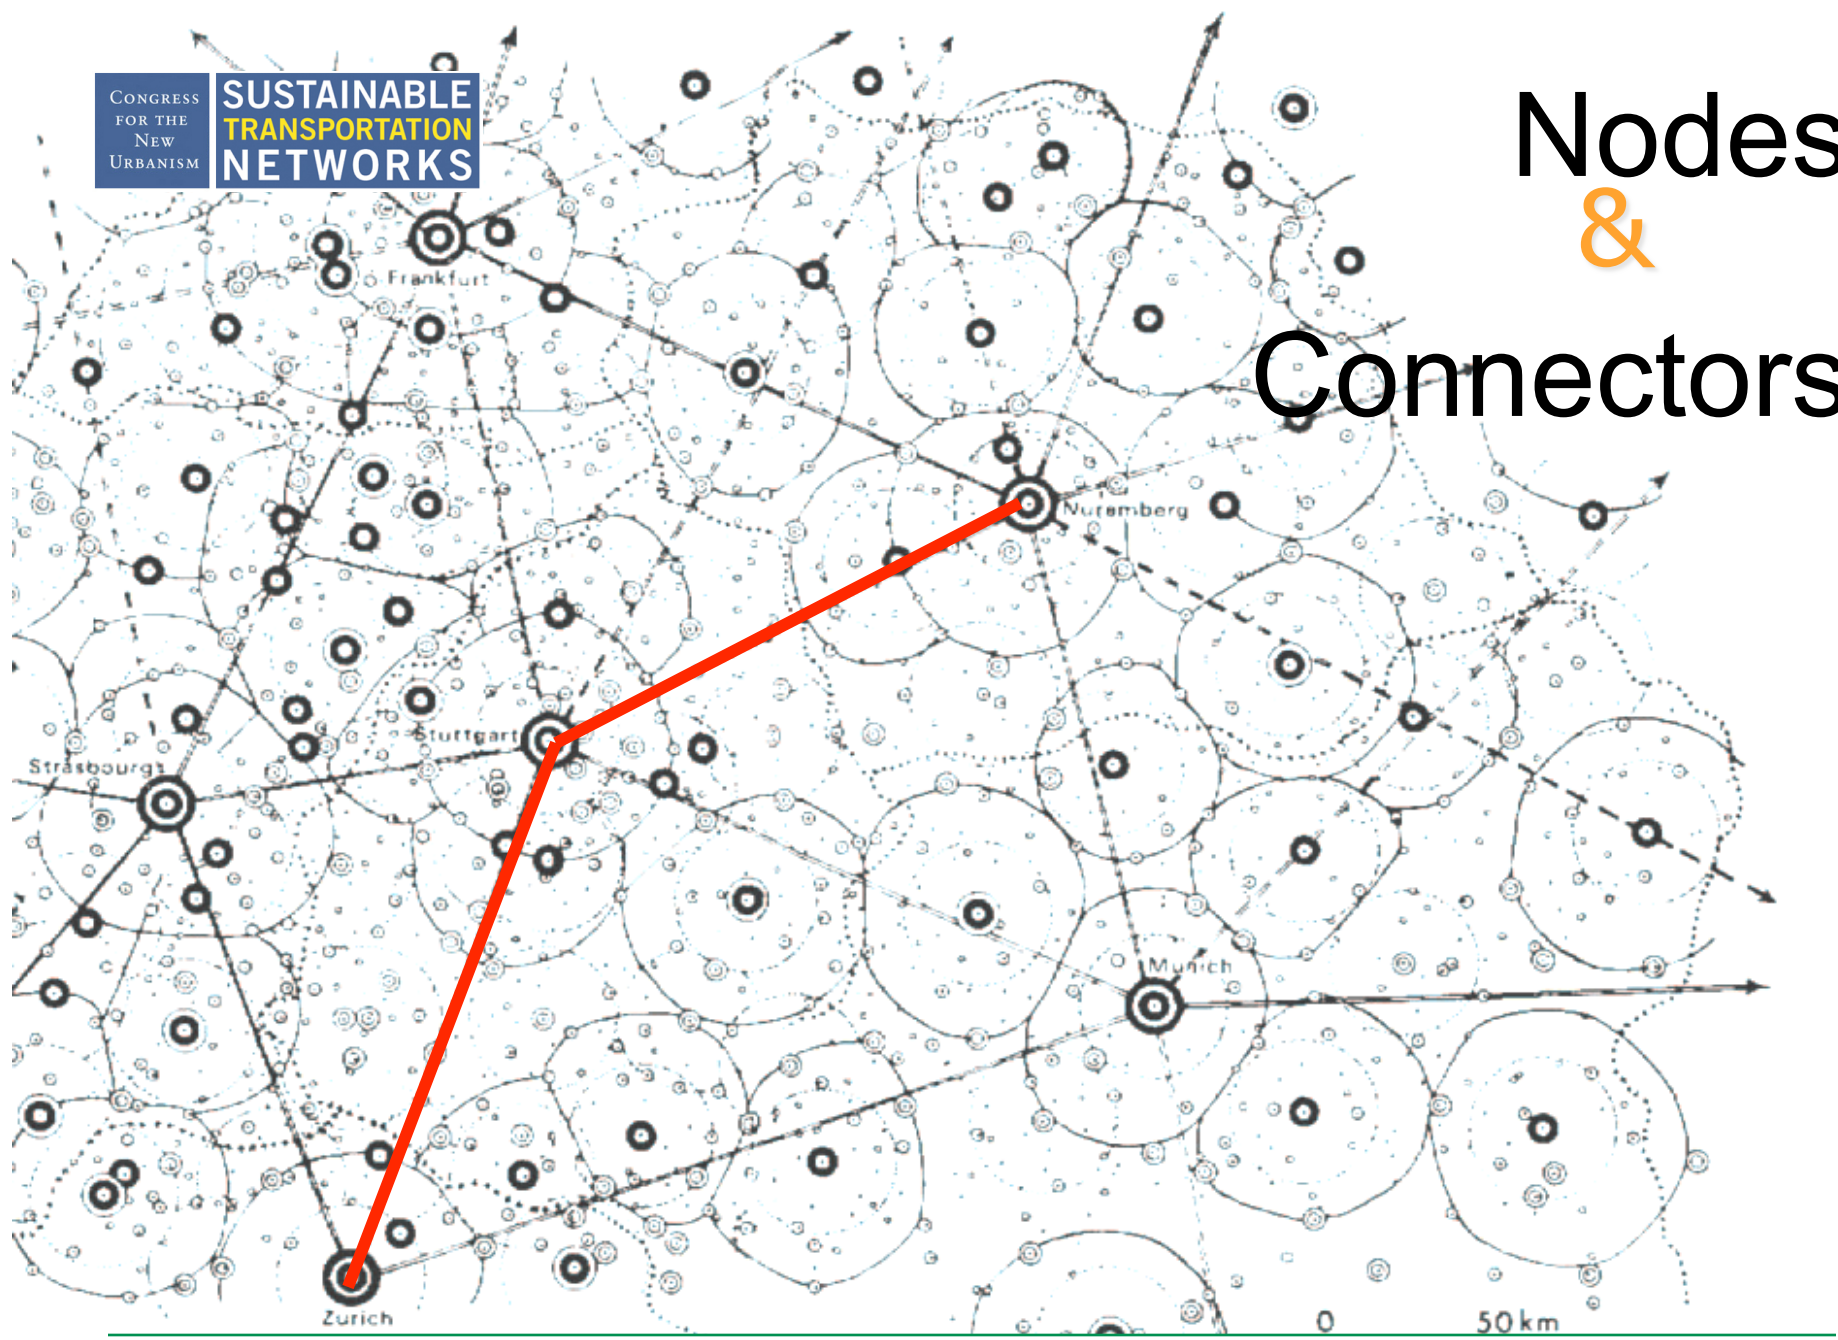 CONGRESS
FOR THE
NEW
URBANISM
SUSTAINABLE
TRANSPORTATION
NETWORKS
Nodes
&
Connectors
Frankfurt
Nuremberg
Stuttgart
Strasbourg
Munich
Zurich
0 50km